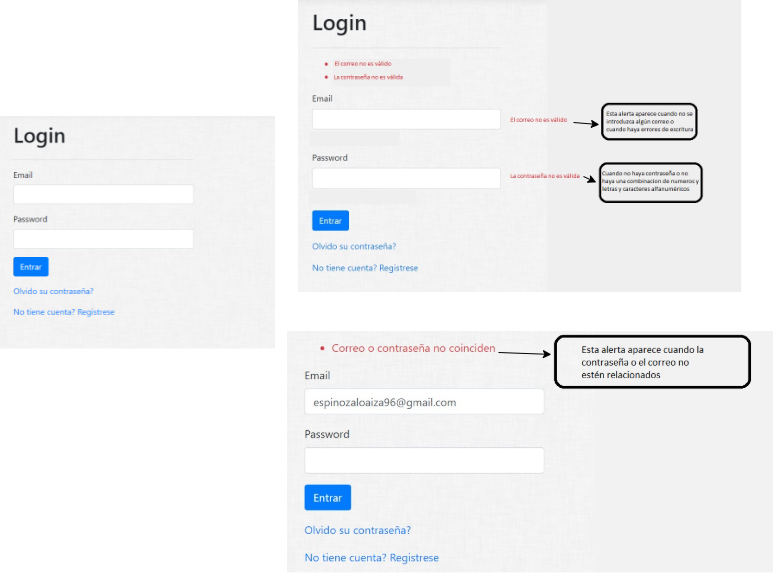 Login
Email
Password
Entrar
Olvido su contraseña?
No tiene cuenta? Registrese
Login
El correo no es válido
La contraseña no es válida
Email
El correo no es válido
Esta alerta aparece cuando no se
introduzca algún correo o
cuando haya errores de escritura
Password
La contraseña no es válida
Cuando no haya contraseña o no
haya una combinacion de numeros y
letras y caracteres alfanuméricos
Entrar
Olvido su contraseña?
No tiene cuenta? Registrese
Correo o contraseña no coinciden
Esta alerta aparece cuando la
contraseña o el correo no
estén relacionados
Email
espinozaloaiza96@gmail.com
Password
Entrar
Olvido su contraseña?
No tiene cuenta? Registrese